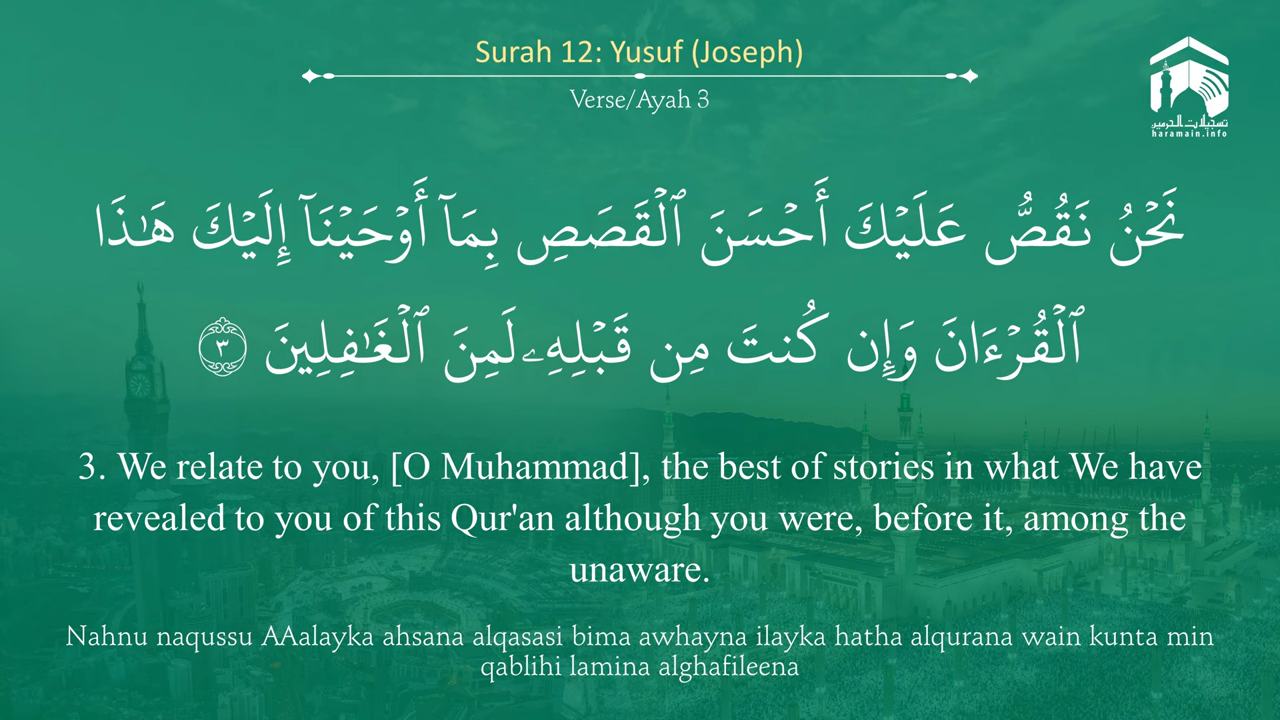 Surah 12: Yusuf (Joseph)
Verse/Ayah 3
تسجيلات الحرمين
haramain.info
نَحْنُ نَقُصُّ عَلَيْكَ أَحْسَنَ ٱلْقَصَصِ بِمَآ أَوْحَيْنَآ إِلَيْكَ هَٰذَا
ٱلْقُرْءَانَ وَإِن كُنتَ مِن قَبْلِهِۦ لَمِنَ ٱلْغَٰفِلِينَ ٣
3. We relate to you, [O Muhammad], the best of stories in what We have
revealed to you of this Qur'an although you were, before it, among the
unaware.
Nahnu naqussu AAalayka ahsana alqasasi bima awhayna ilayka hatha alqurana wain kunta min
qablihi lamina alghafileena